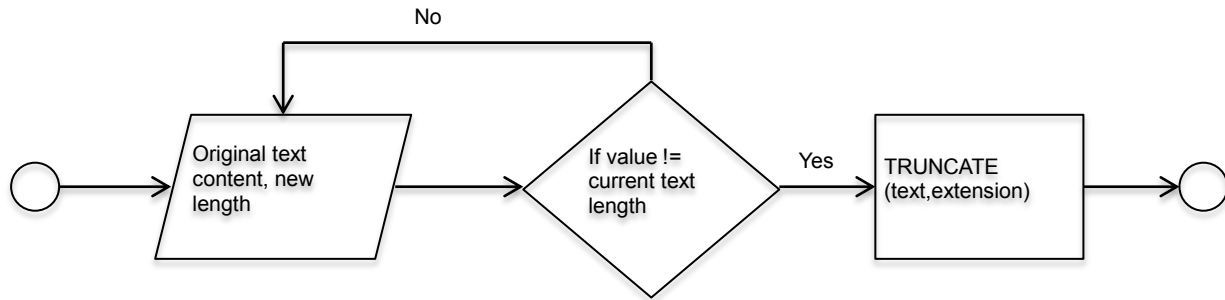 No
Original text
content, new
length
If value !=
current text
length
Yes
TRUNCATE
(text,extension)